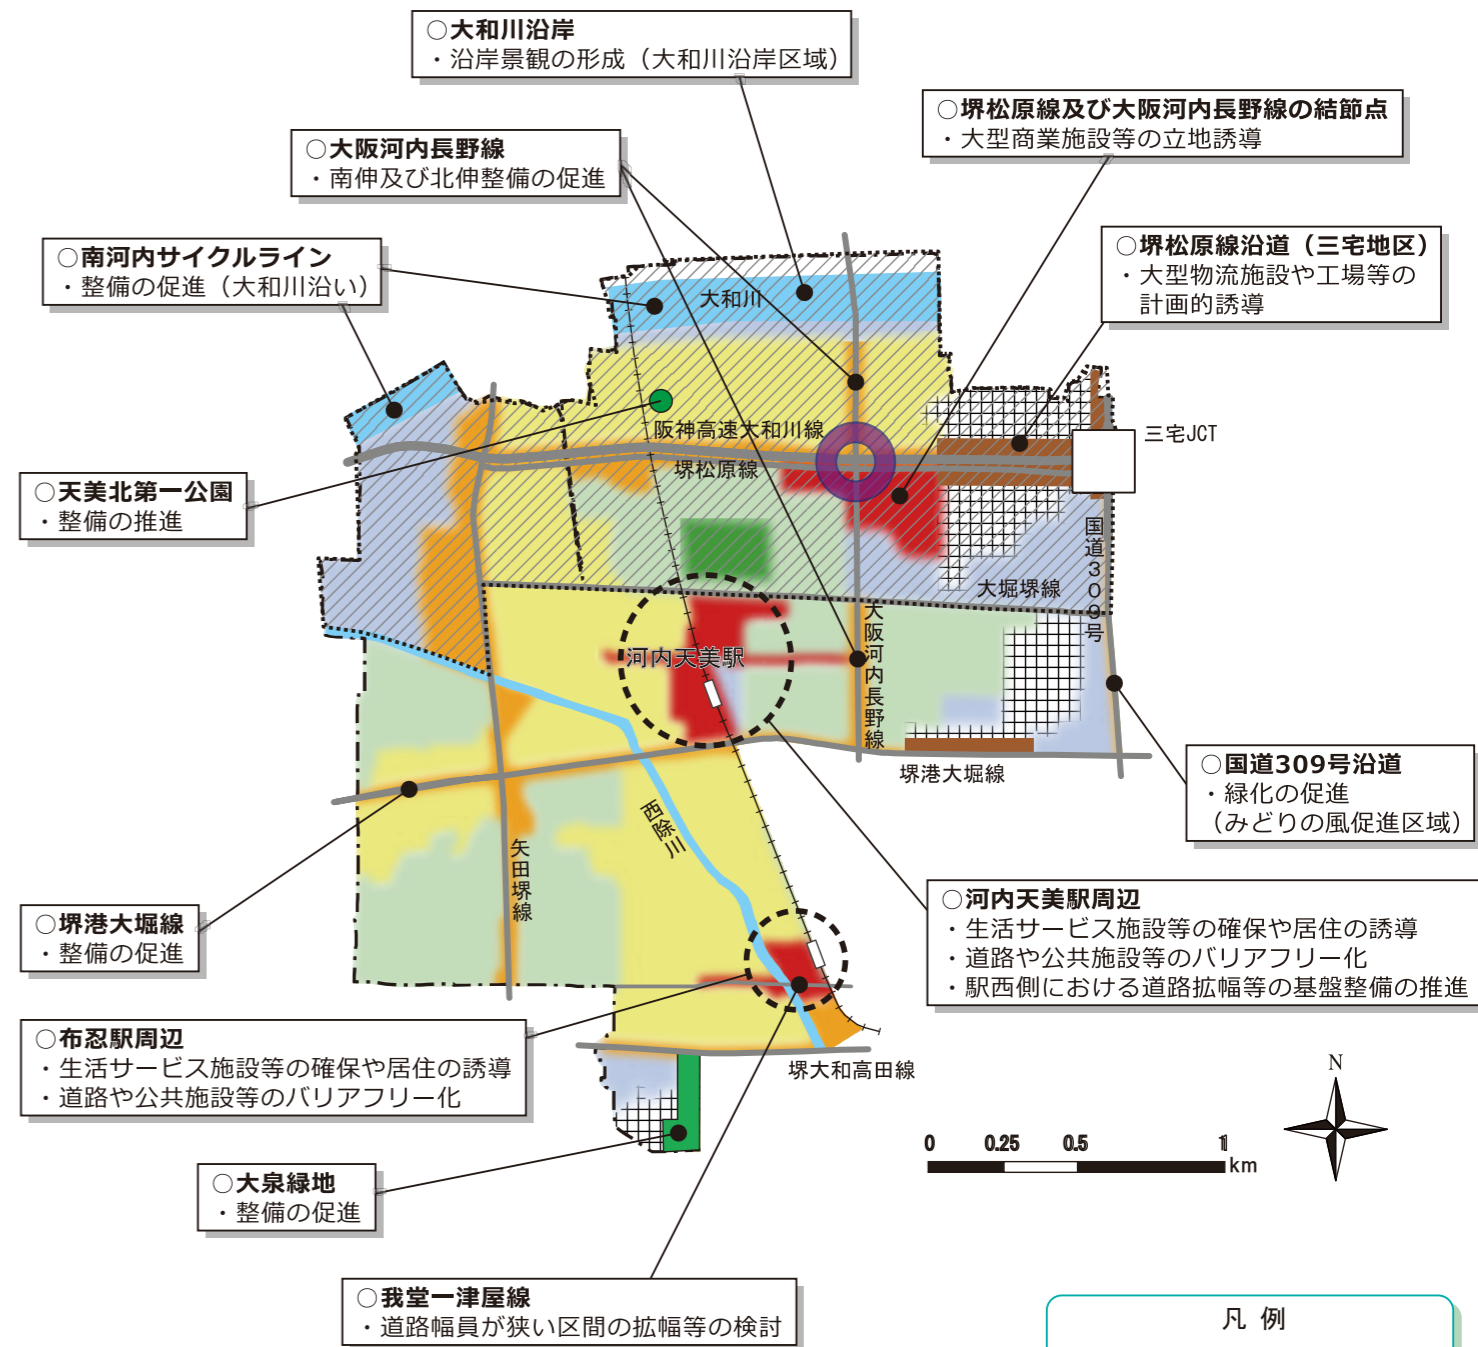 ○大和川沿岸
・沿岸景観の形成（大和川沿岸区域）
○堺松原線及び大阪河内長野線の結節点
・大型商業施設等の立地誘導
○大阪河内長野線
・南伸及び北伸整備の促進
○堺松原線沿道（三宅地区）
・大型物流施設や工場等の
計画的誘導
○南河内サイクルライン
・整備の促進（大和川沿い）
大和川
阪神高速大和川線
三宅JCT
堺松原線
○天美北第一公園
・整備の推進
国道309号
大堀堺線
大阪河内長野線
河内天美駅
堺港大堀線
○国道309号沿道
・緑化の促進
（みどりの風促進区域）
西除川
矢田堺線
○河内天美駅周辺
・生活サービス施設等の確保や居住の誘導
・道路や公共施設等のバリアフリー化
・駅西側における道路拡幅等の基盤整備の推進
○堺港大堀線
・整備の促進
○布忍駅周辺
・生活サービス施設等の確保や居住の誘導
・道路や公共施設等のバリアフリー化
堺大和高田線
N
0 0.25 0.5 1
km
○大泉緑地
・整備の促進
○我堂一津屋線
・道路幅員が狭い区間の拡幅等の検討
凡 例